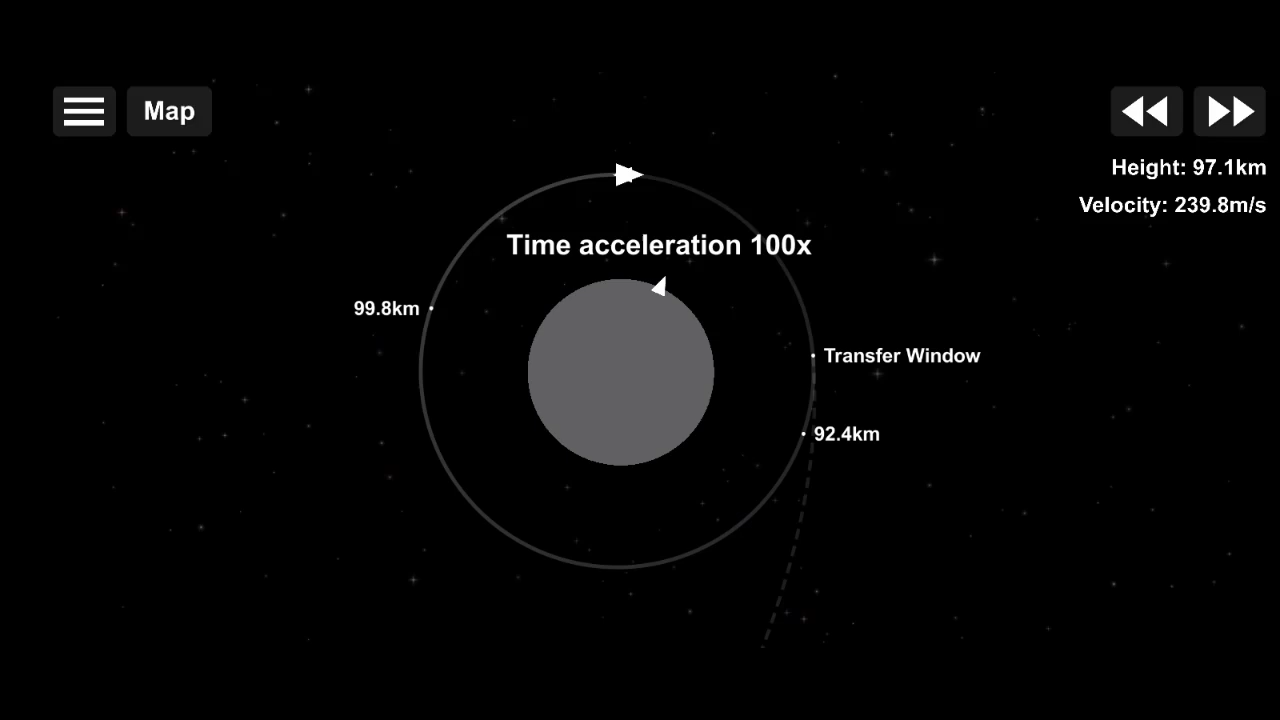 Map
Height: 97.1km
Velocity: 239.8m/s
Time acceleration 100x
99.8km
Transfer Window
92.4km